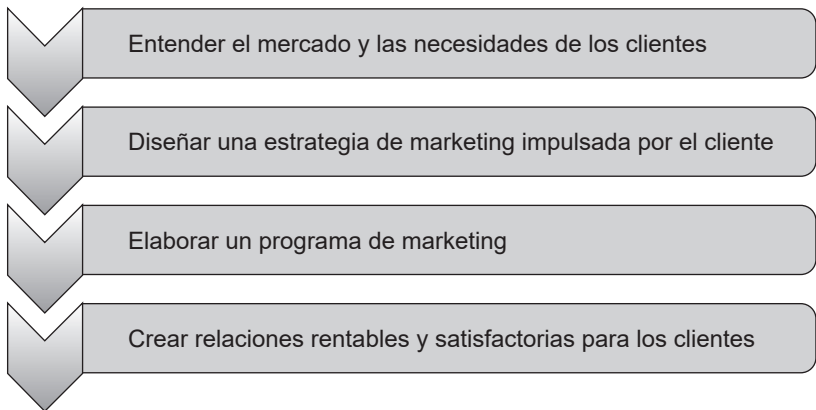 Entender el mercado y las necesidades de los clientes
Diseñar una estrategia de marketing impulsada por el cliente
Elaborar un programa de marketing
Crear relaciones rentables y satisfactorias para los clientes